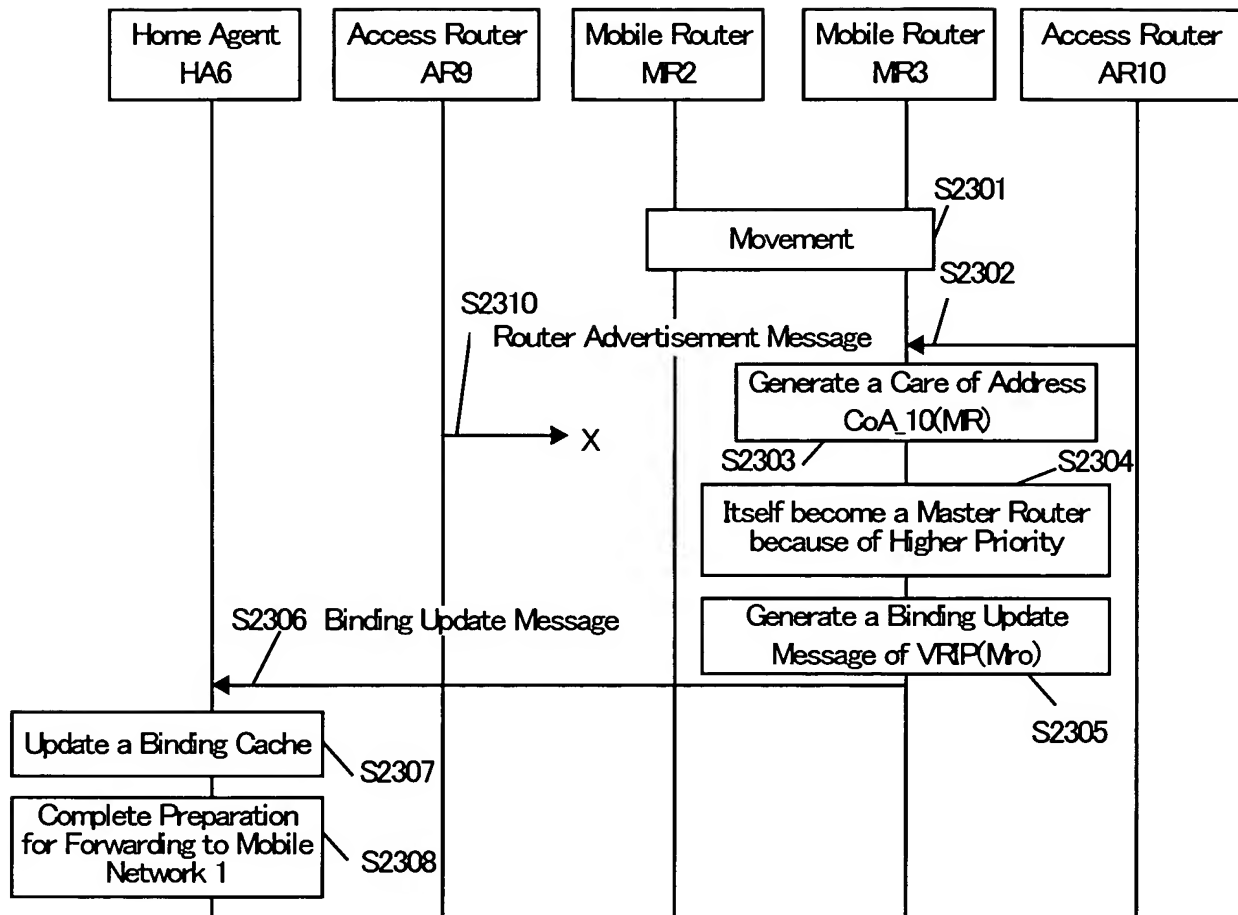 Home Agent
HA6
Access Router
AR9
Mobile Router
MR2
Mobile Router
MR3
Access Router
AR10
S2301
Movement
S2302
S2310
Router Advertisement Message
Generate a Care of Address
CoA_10(MR)
X
S2303
S2304
Itself become a Master Router
because of Higher Priority
S2306 Binding Update Message
Generate a Binding Update
Message of VRIP(Mro)
S2305
Update a Binding Cache
S2307
Complete Preparation
for Forwarding to Mobile
Network 1
S2308